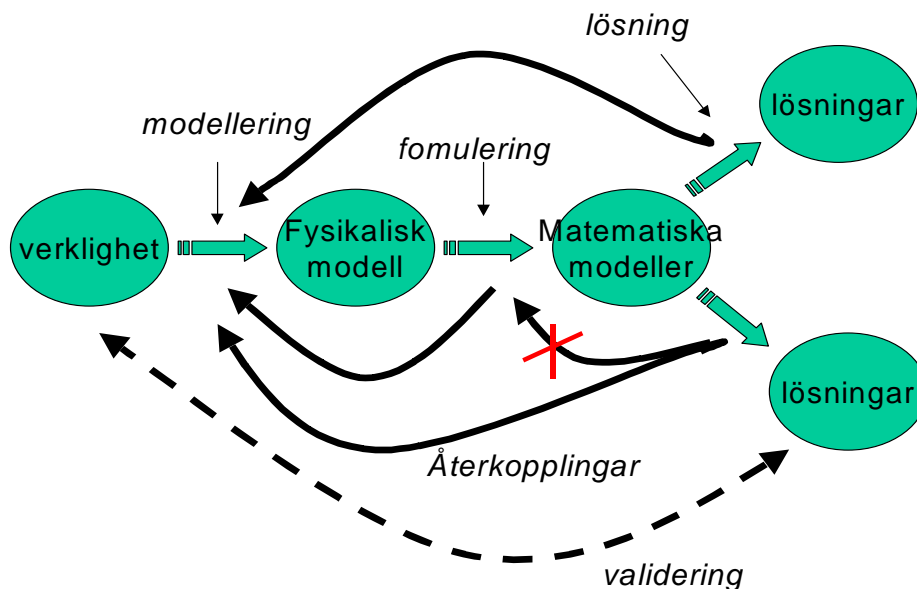 lösning
lösningar
modellering
fomulering
verklighet
Fysikalisk
modell
Matematiska
modeller
lösningar
Återkopplingar
validering